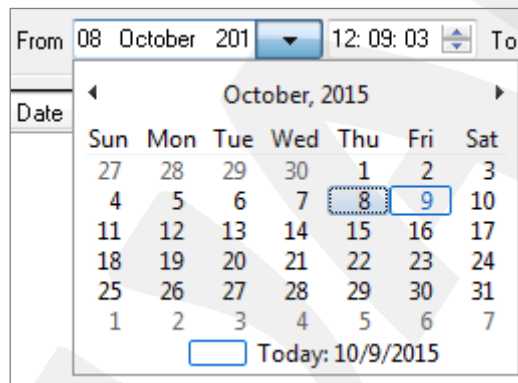 From 08 October 201 12: 09: 03 To
Date
October, 2015
Sun Mon Tue Wed Thu Fri Sat
27 28 29 30 1 2 3
4 5 6 7 8 9 10
11 12 13 14 15 16 17
18 19 20 21 22 23 24
25 26 27 28 29 30 31
1 2 3 4 5 6 7
Today: 10/9/2015